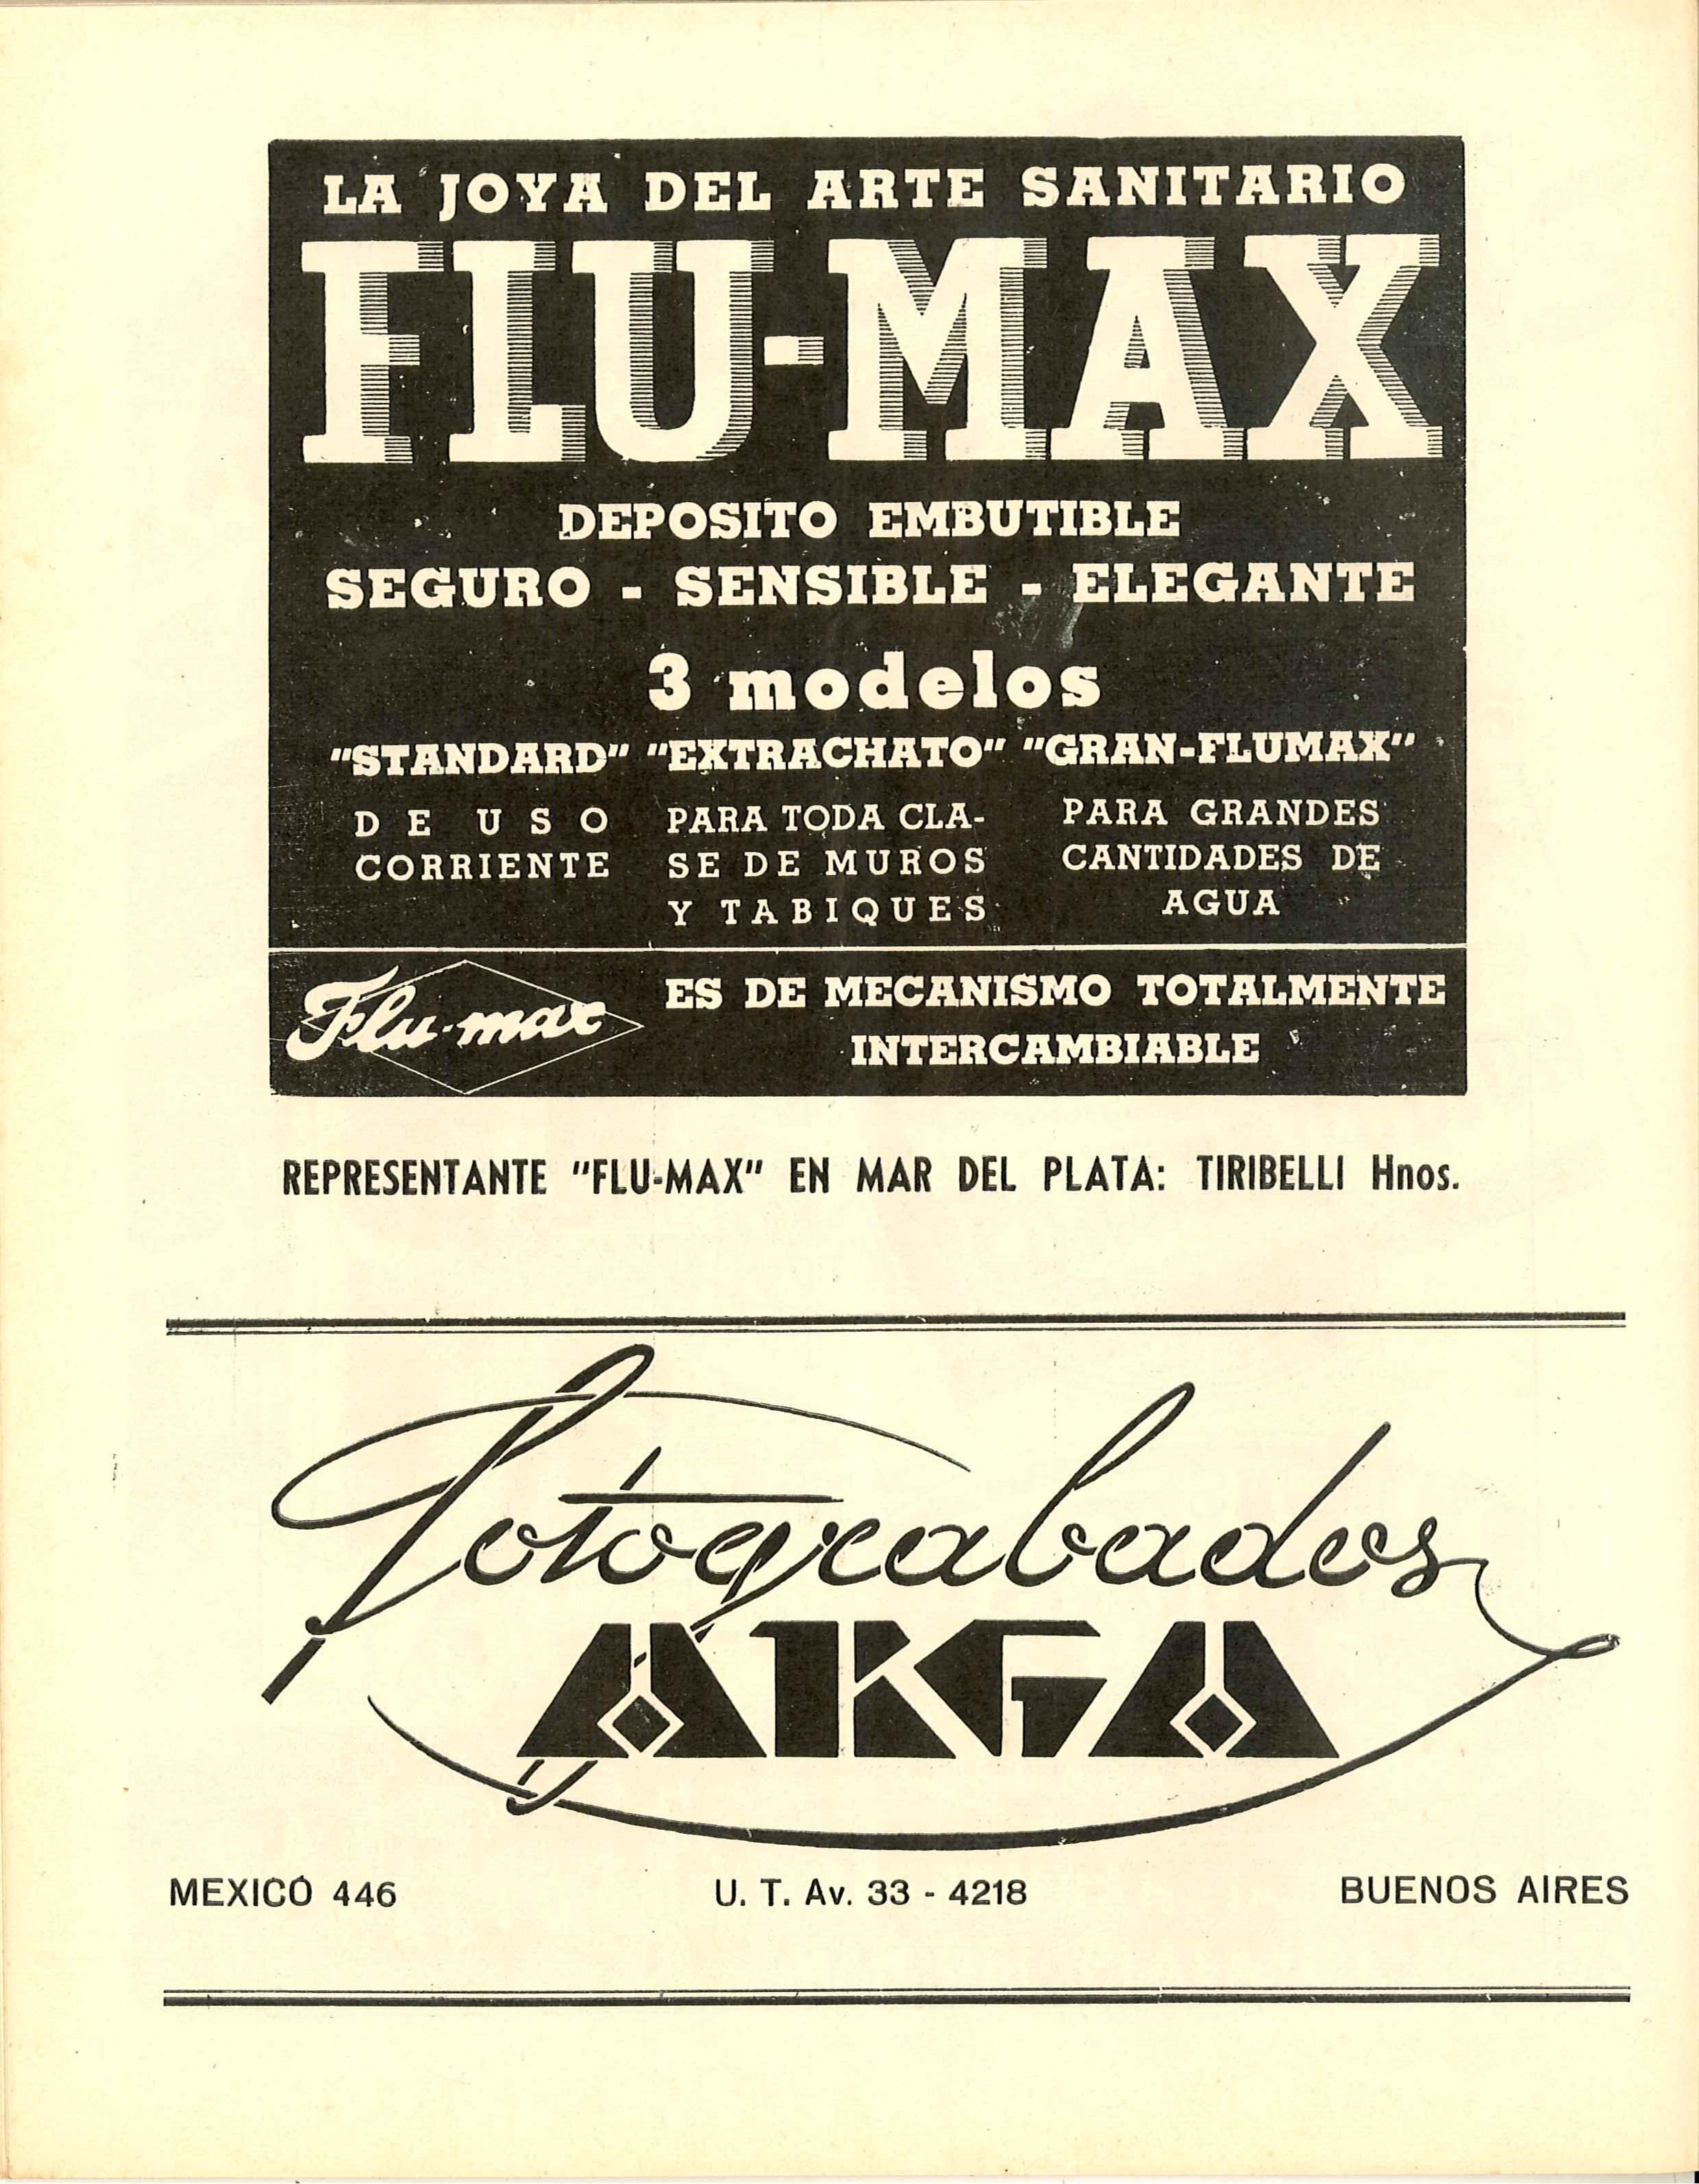 LA JOYA DEL ARTE SANITARIO
FLU-MAX
DEPOSITO EMBUTIBLE
SEGURO - SENSIBLE - ELEGANTE
3 modelos
"STANDARD" "EXTRACHATO" "GRAN-FLUMAX"
DE USO
CORRIENTE
PARA TODA CLA-
SE DE MUROS
Y TABIQUES
PARA GRANDES
CANTIDADES DE
AGUA
Flu-max
ES DE MECANISMO TOTALMENTE
INTERCAMBIABLE
REPRESENTANTE "FLU-MAX" EN MAR DEL PLATA: TIRIBELLI Hnos.
Fotograbados
ARGA
MEXICO 446 U. T. Av. 33 - 4218 BUENOS AIRES